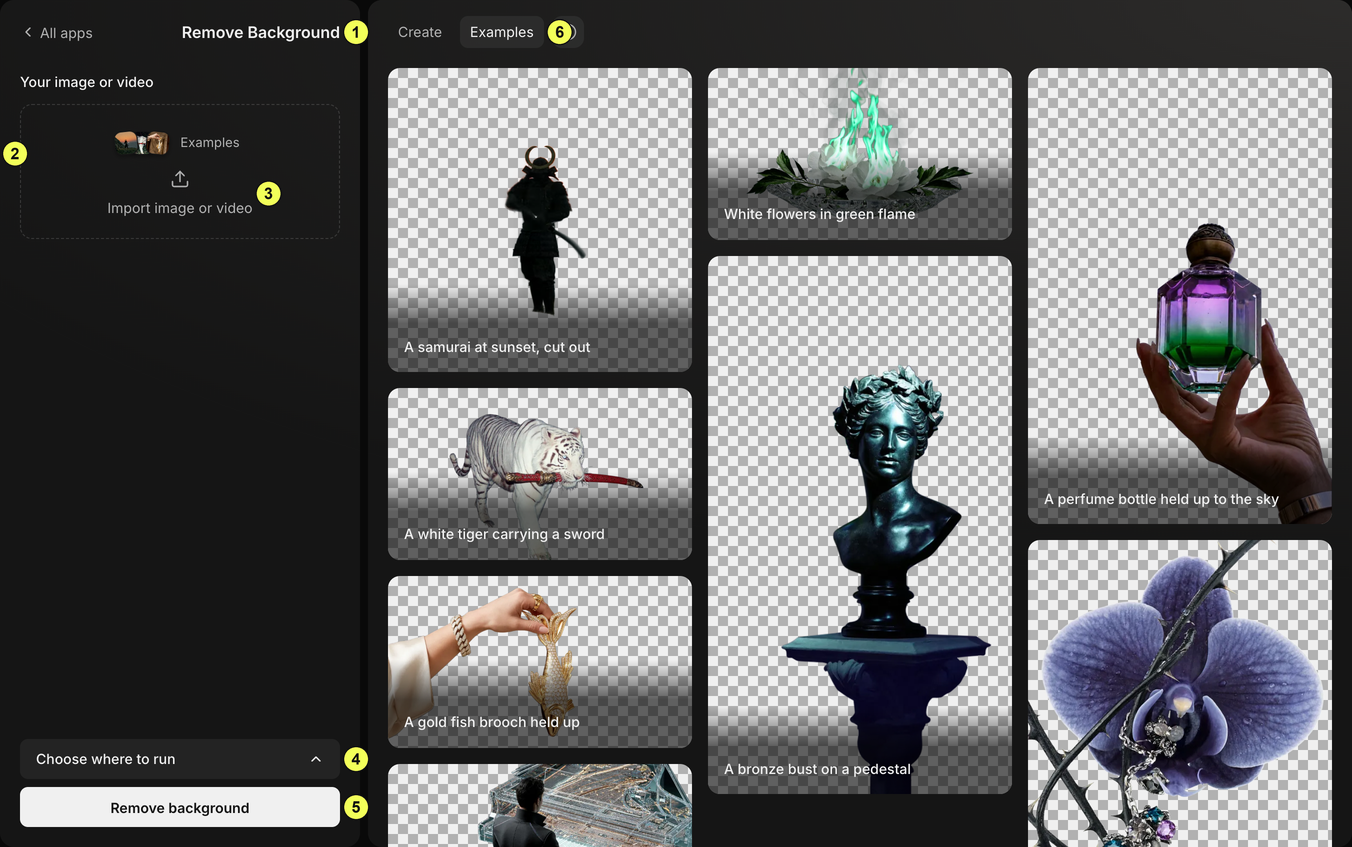 All apps
Remove Background
1
Your image or video
2
Examples
3
Import image or video
Choose where to run
4
Remove background
5
Create
Examples
6
A samurai at sunset, cut out
A white tiger carrying a sword
A gold fish brooch held up
White flowers in green flame
A bronze bust on a pedestal
A perfume bottle held up to the sky